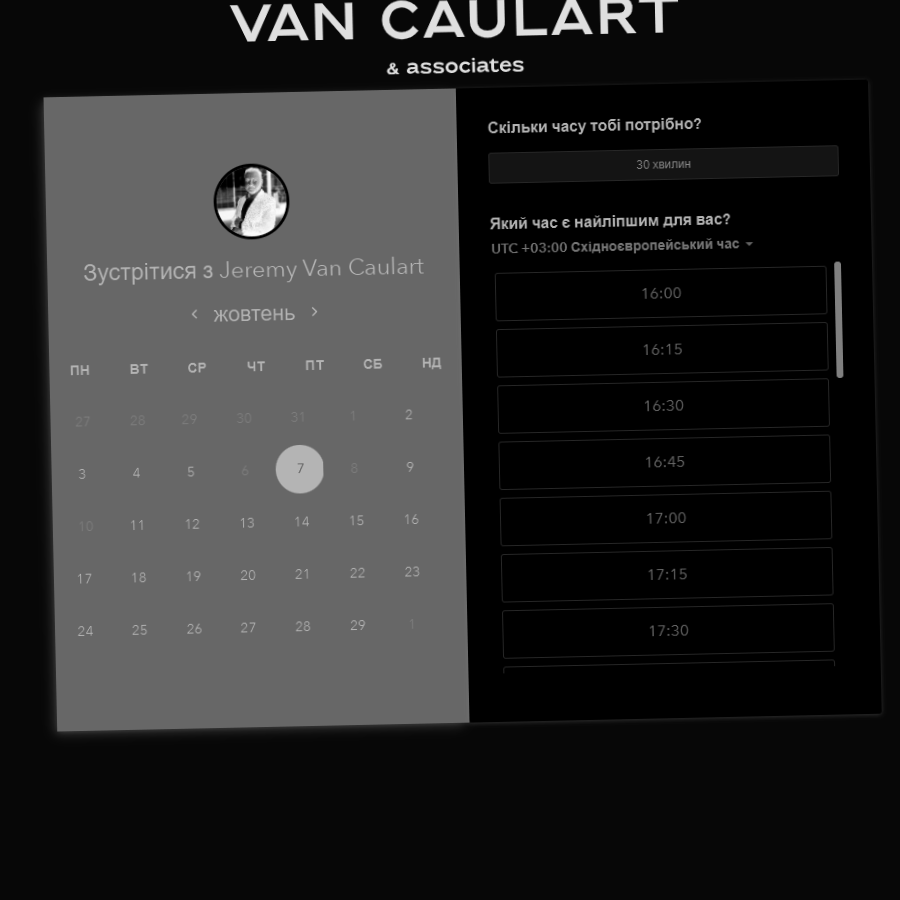 VAN CAULART
& associates
Зустрітися з Jeremy Van Caulart
жовтень
ПН ВТ СР ЧТ ПТ СБ НД
27 28 29 30 31 1 2
3 4 5 6 7 8 9
10 11 12 13 14 15 16
17 18 19 20 21 22 23
24 25 26 27 28 29 1
Скільки часу тобі потрібно?
30 хвилин
Який час є найліпшим для вас?
UTC +03:00 Східноєвропейський час
16:00
16:15
16:30
16:45
17:00
17:15
17:30